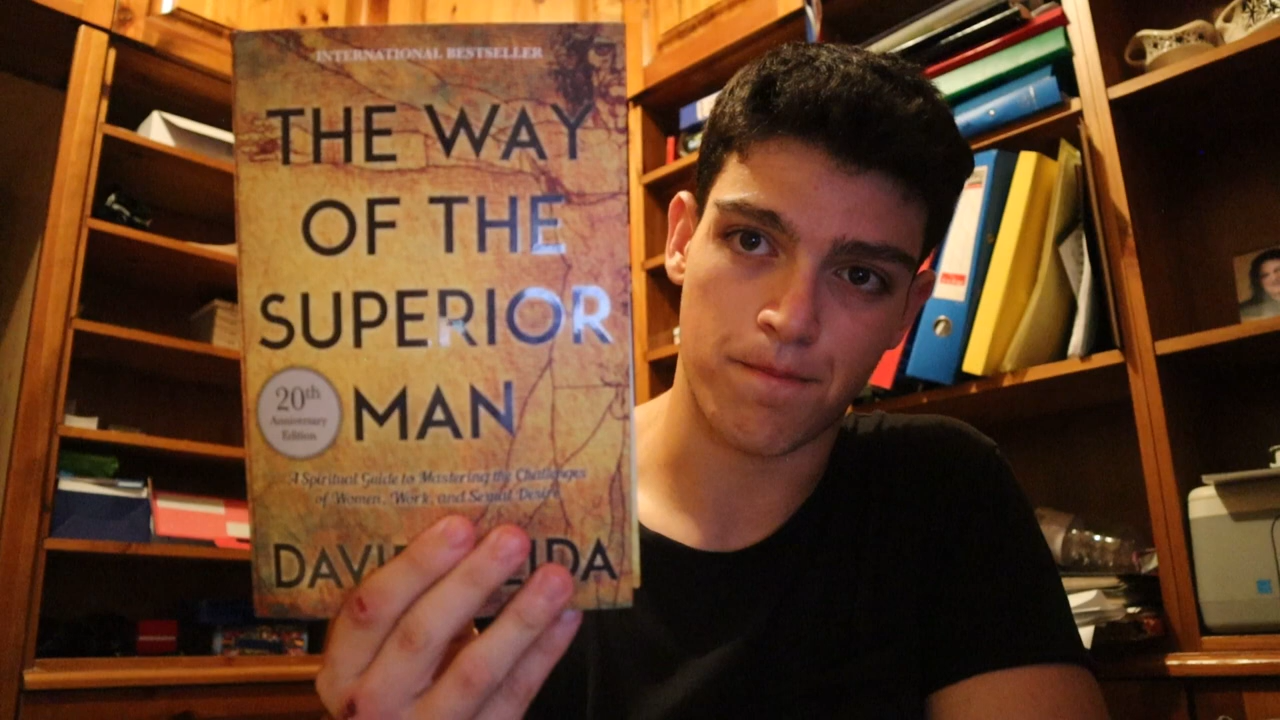 INTERNATIONAL BESTSELLER
THE WAY
OF THE
SUPERIOR
MAN
20th
Anniversary
Edition
A Spiritual Guide to Mastering the Challenges
of Women, Work, and Sexual Desire